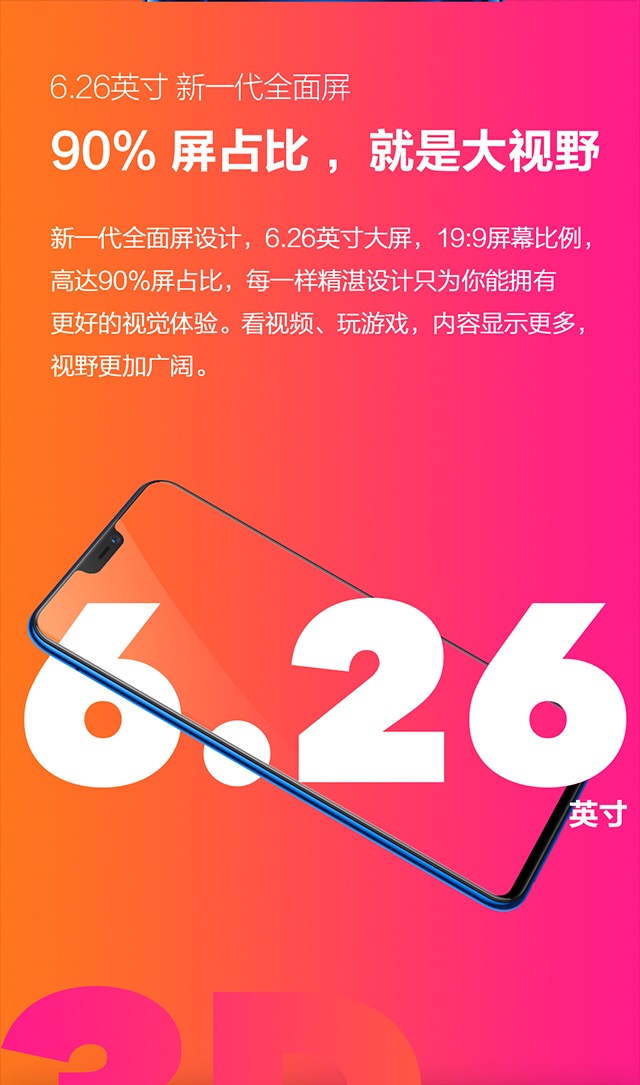 6.26英寸 新一代全面屏
90% 屏占比，就是大视野
新一代全面屏设计，6.26英寸大屏，19:9屏幕比例，
高达90%屏占比，每一样精湛设计只为你能拥有
更好的视觉体验。看视频、玩游戏，内容显示更多，
视野更加广阔。
6.26
英寸
3D